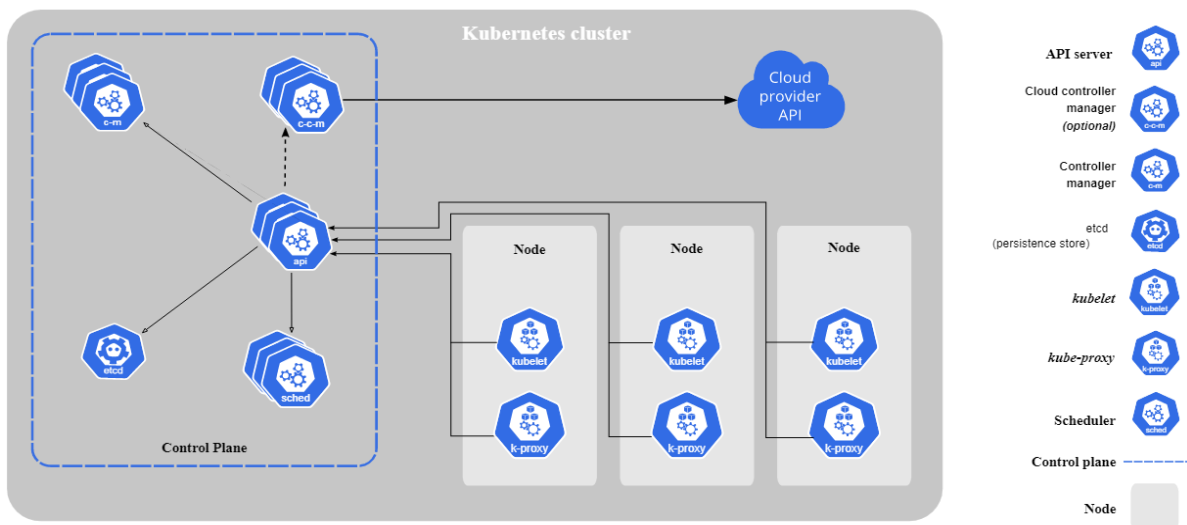 Kubernetes cluster
c-m
c-c-m
Cloud
provider
API
api
etcd
sched
Control Plane
Node
kubelet
k-proxy
Node
kubelet
k-proxy
Node
kubelet
k-proxy
API server
api
Cloud controller
manager
(optional)
c-c-m
Controller
manager
c-m
etcd
(persistence store)
etcd
kubelet
kubelet
kube-proxy
k-proxy
Scheduler
sched
Control plane
Node